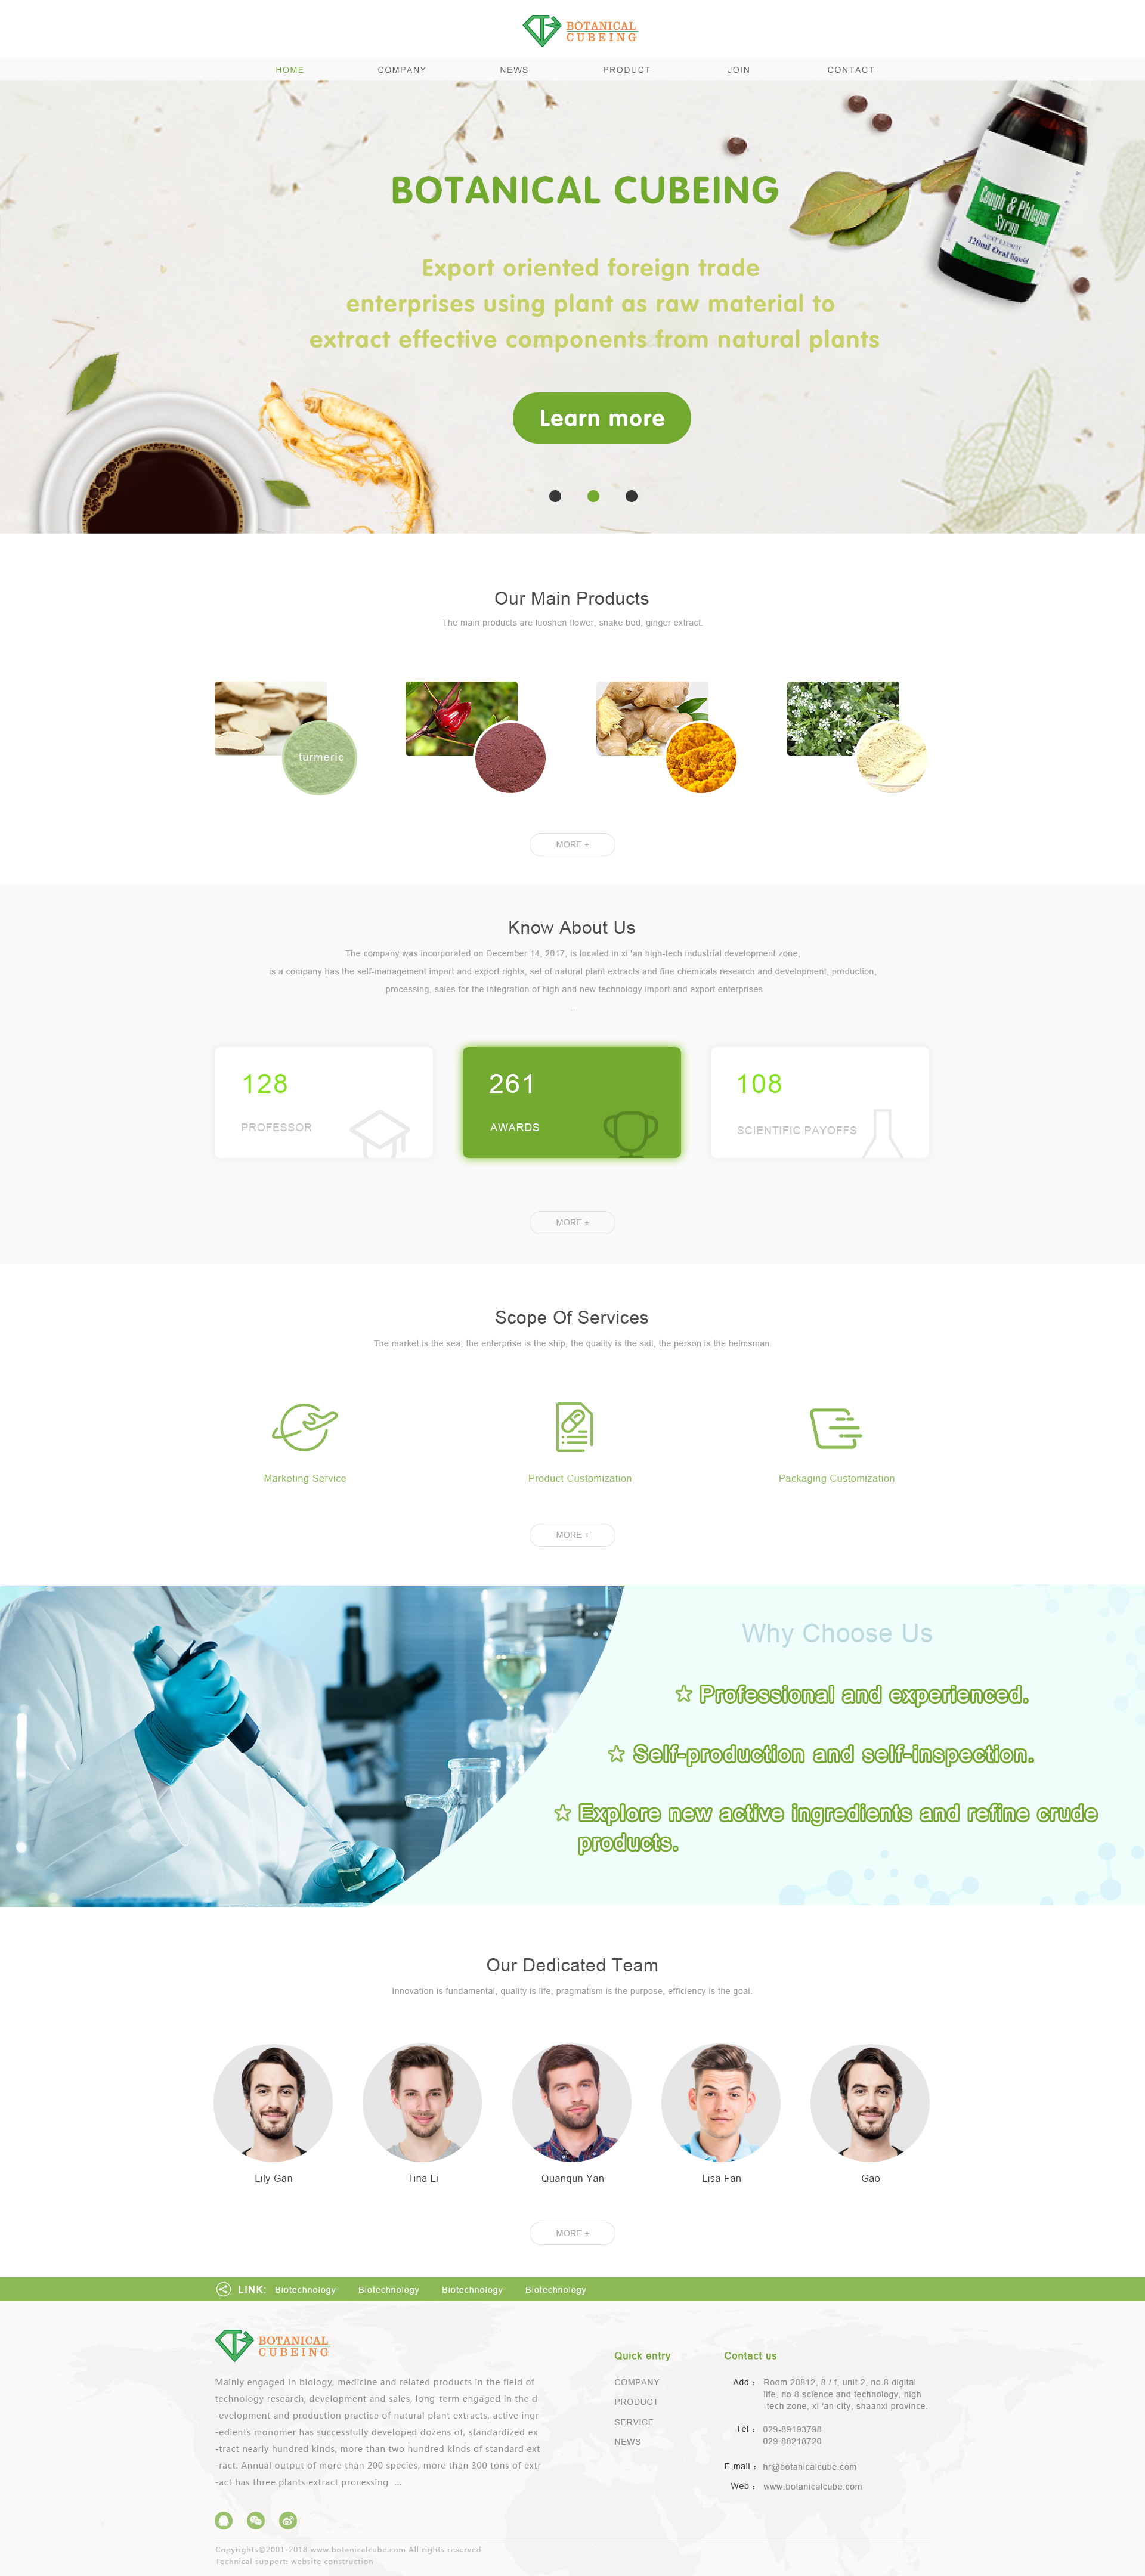 BOTANICAL
CUBEING
HOME COMPANY NEWS PRODUCT JOIN CONTACT
BOTANICAL CUBEING
Cough & Phlegm
Syrup
AUST L
120ml Oral liquid
Export oriented foreign trade
enterprises using plant as raw material to
extract effective components from natural plants
Learn more
Our Main Products
The main products are luoshen flower, snake bed, ginger extract.
turmeric
MORE +
Know About Us
The company was incorporated on December 14, 2017, is located in xi 'an high-tech industrial development zone,
is a company has the self-management import and export rights, set of natural plant extracts and fine chemicals research and development, production,
processing, sales for the integration of high and new technology import and export enterprises
...
128 261 108
PROFESSOR AWARDS SCIENTIFIC PAYOFFS
MORE +
Scope Of Services
The market is the sea, the enterprise is the ship, the quality is the sail, the person is the helmsman.
Marketing Service Product Customization Packaging Customization
MORE +
Why Choose Us
☆ Professional and experienced.
☆ Self-production and self-inspection.
☆ Explore new active ingredients and refine crude
products.
Our Dedicated Team
Innovation is fundamental, quality is life, pragmatism is the purpose, efficiency is the goal.
Lily Gan Tina Li Quanqun Yan Lisa Fan Gao
MORE +
LINK: Biotechnology Biotechnology Biotechnology Biotechnology
BOTANICAL
CUBEING
Mainly engaged in biology, medicine and related products in the field of
technology research, development and sales, long-term engaged in the d
-evelopment and production practice of natural plant extracts, active ingr
-edients monomer has successfully developed dozens of, standardized ex
-tract nearly hundred kinds, more than two hundred kinds of standard ext
-ract. Annual output of more than 200 species, more than 300 tons of extr
-act has three plants extract processing ...
Quick entry
COMPANY
PRODUCT
SERVICE
NEWS
Contact us
Add : Room 20812, 8 / f, unit 2, no.8 digital
life, no.8 science and technology, high
-tech zone, xi 'an city, shaanxi province.
Tel : 029-89193798
029-88218720
E-mail : hr@botanicalcube.com
Web : www.botanicalcube.com
Copyrights©2001-2018 www.botanicalcube.com All rights reserved
Technical support: website construction